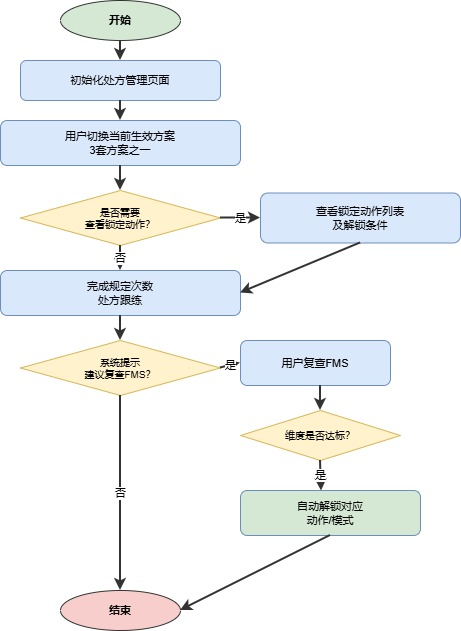 开始
初始化处方管理页面
用户切换当前生效方案
3套方案之一
是否需要
查看锁定动作?
是
查看锁定动作列表
及解锁条件
否
完成规定次数
处方跟练
系统提示
建议复查FMS?
是
用户复查FMS
维度是否达标?
是
否
自动解锁对应
动作/模式
结束